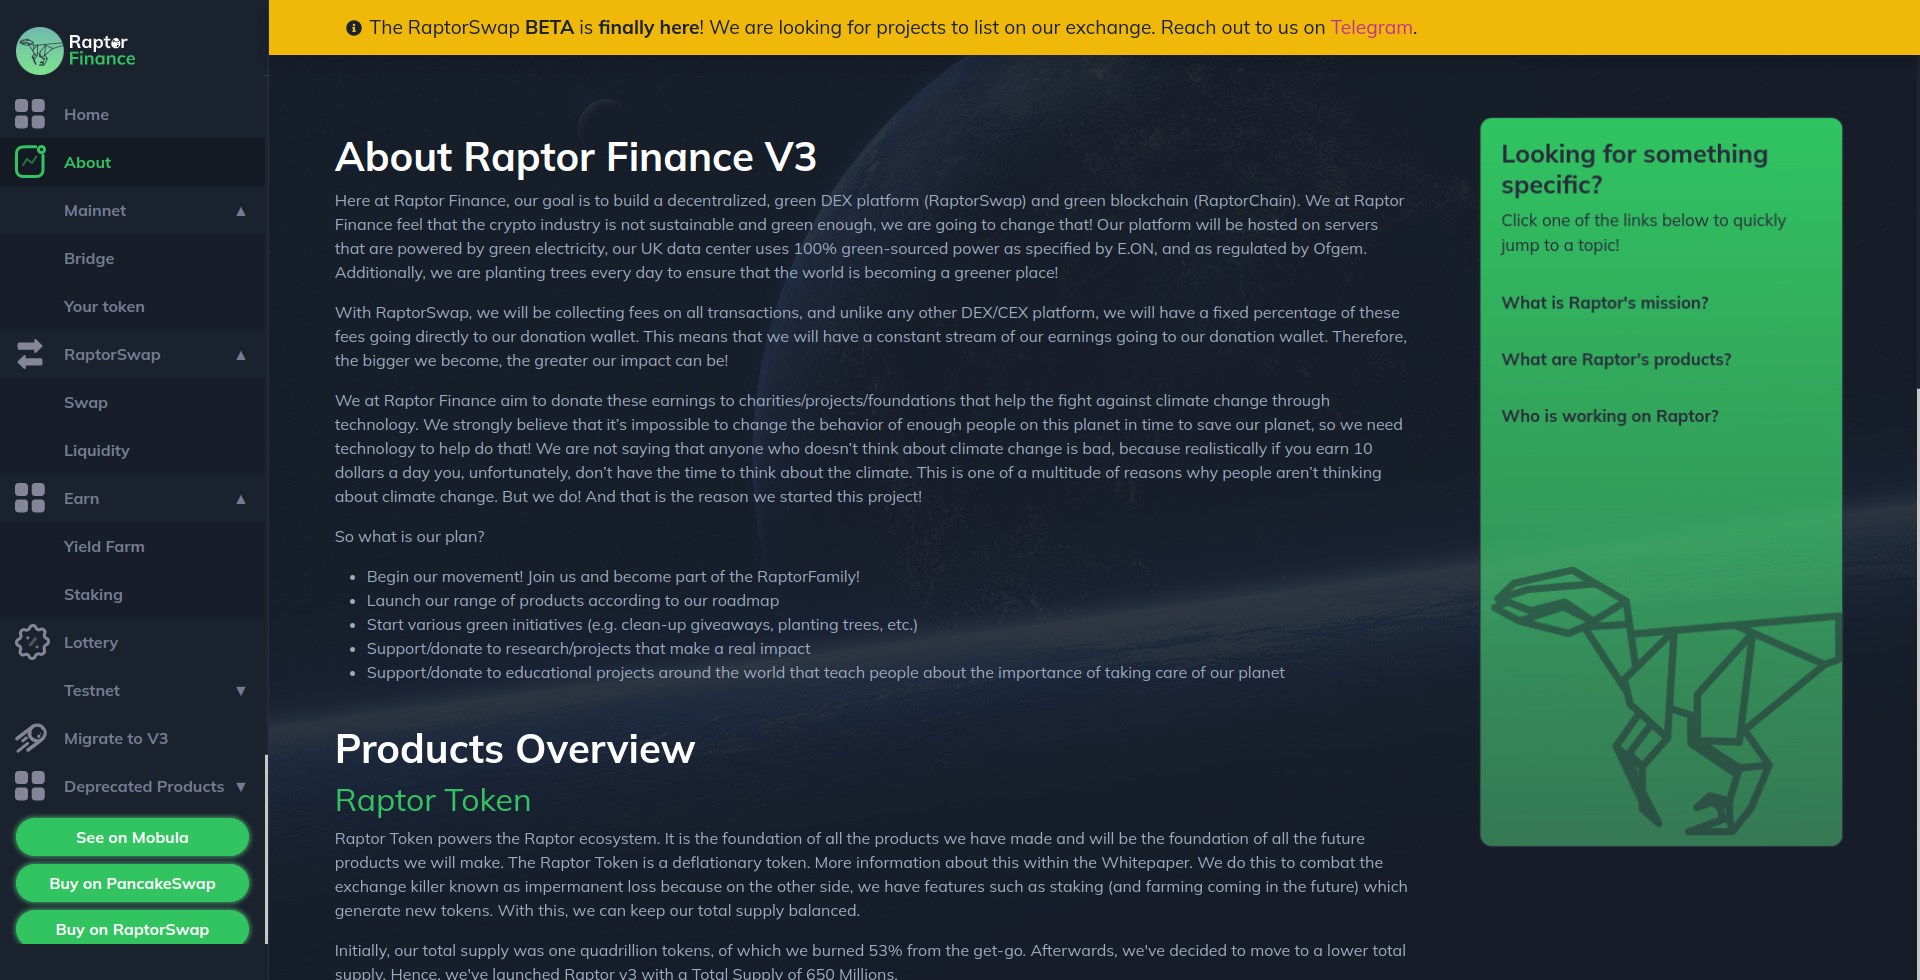 Raptor
Finance
Home
About
Mainnet
Bridge
Your token
RaptorSwap
Swap
Liquidity
Earn
Yield Farm
Staking
Lottery
Testnet
Migrate to V3
Deprecated Products
See on Mobula
Buy on PancakeSwap
Buy on RaptorSwap
The RaptorSwap BETA is finally here! We are looking for projects to list on our exchange. Reach out to us on Telegram.
About Raptor Finance V3
Here at Raptor Finance, our goal is to build a decentralized, green DEX platform (RaptorSwap) and green blockchain (RaptorChain). We at Raptor
Finance feel that the crypto industry is not sustainable and green enough, we are going to change that! Our platform will be hosted on servers
that are powered by green electricity, our UK data center uses 100% green-sourced power as specified by E.ON, and as regulated by Ofgem.
Additionally, we are planting trees every day to ensure that the world is becoming a greener place!
With RaptorSwap, we will be collecting fees on all transactions, and unlike any other DEX/CEX platform, we will have a fixed percentage of these
fees going directly to our donation wallet. This means that we will have a constant stream of our earnings going to our donation wallet. Therefore,
the bigger we become, the greater our impact can be!
We at Raptor Finance aim to donate these earnings to charities/projects/foundations that help the fight against climate change through
technology. We strongly believe that it’s impossible to change the behavior of enough people on this planet in time to save our planet, so we need
technology to help do that! We are not saying that anyone who doesn’t think about climate change is bad, because realistically if you earn 10
dollars a day you, unfortunately, don’t have the time to think about the climate. This is one of a multitude of reasons why people aren’t thinking
about climate change. But we do! And that is the reason we started this project!
So what is our plan?
• Begin our movement! Join us and become part of the RaptorFamily!
• Launch our range of products according to our roadmap
• Start various green initiatives (e.g. clean-up giveaways, planting trees, etc.)
• Support/donate to research/projects that make a real impact
• Support/donate to educational projects around the world that teach people about the importance of taking care of our planet
Products Overview
Raptor Token
Raptor Token powers the Raptor ecosystem. It is the foundation of all the products we have made and will be the foundation of all the future
products we will make. The Raptor Token is a deflationary token. More information about this within the Whitepaper. We do this to combat the
exchange killer known as impermanent loss because on the other side, we have features such as staking (and farming coming in the future) which
generate new tokens. With this, we can keep our total supply balanced.
Initially, our total supply was one quadrillion tokens, of which we burned 53% from the get-go. Afterwards, we've decided to move to a lower total
supply. Hence, we've launched Raptor v3 with a Total Supply of 650 Millions.
Looking for something
specific?
Click one of the links below to quickly
jump to a topic!
What is Raptor's mission?
What are Raptor's products?
Who is working on Raptor?